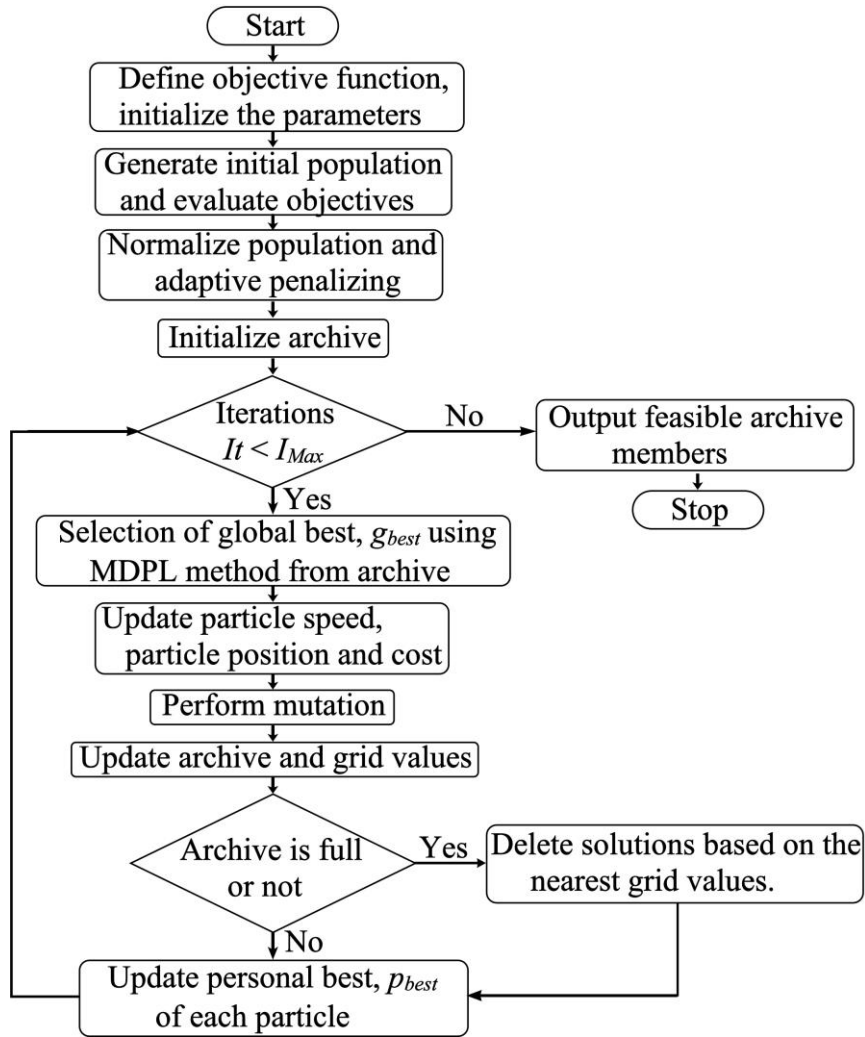 Start
Define objective function,
initialize the parameters
Generate initial population
and evaluate objectives
Normalize population and
adaptive penalizing
Initialize archive
Iterations
It < I_Max
No
Output feasible archive
members
Stop
Yes
Selection of global best, g_best using
MDPL method from archive
Update particle speed,
particle position and cost
Perform mutation
Update archive and grid values
Archive is full
or not
Yes
Delete solutions based on the
nearest grid values.
No
Update personal best, p_best
of each particle